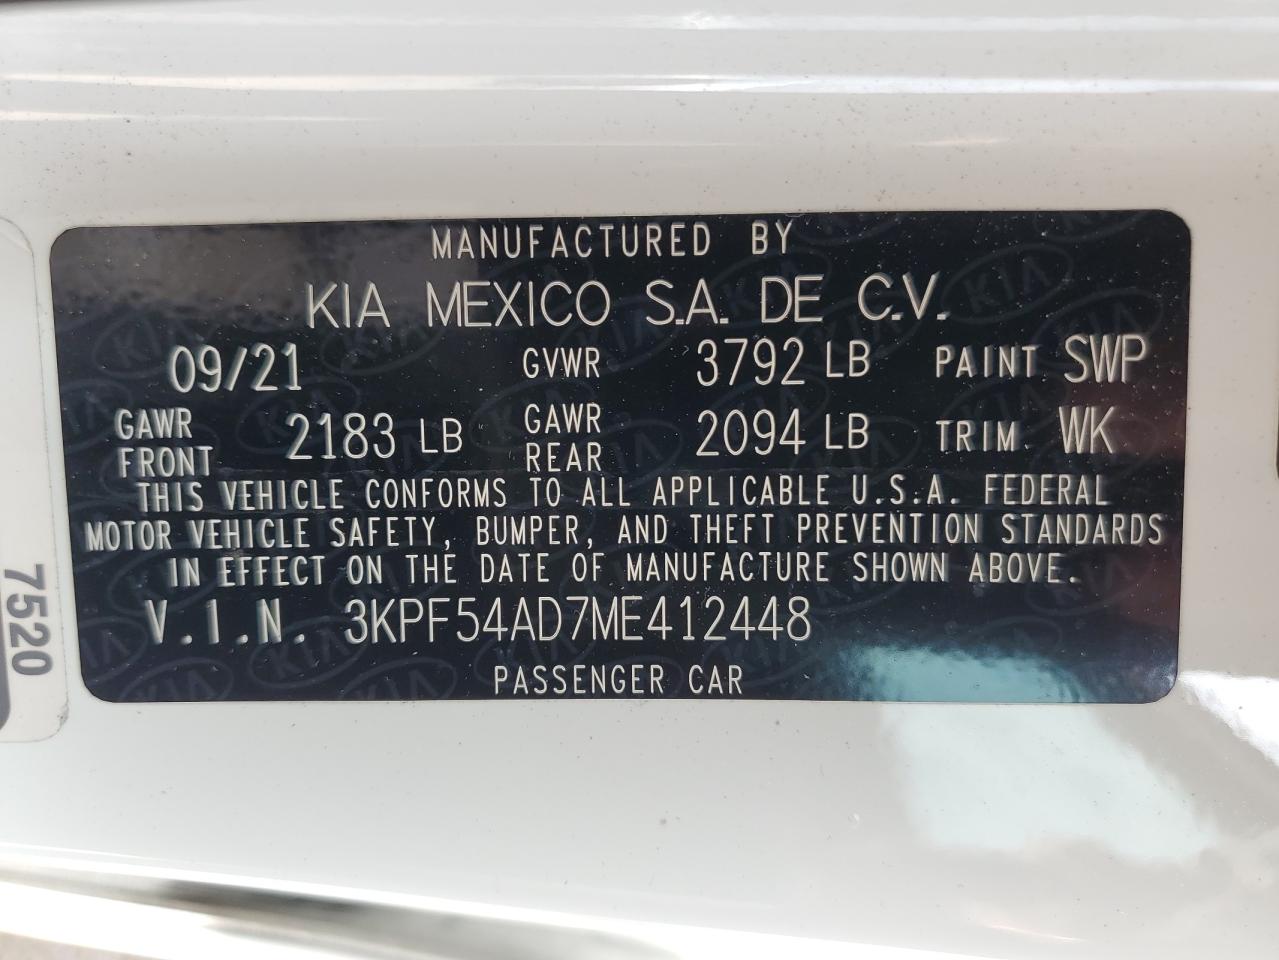 MANUFACTURED BY
KIA MEXICO S.A. DE C.V.
09/21 GVWR 3792 LB PAINT SWP
GAWR FRONT 2183 LB GAWR REAR 2094 LB TRIM WK
THIS VEHICLE CONFORMS TO ALL APPLICABLE U.S.A. FEDERAL
MOTOR VEHICLE SAFETY, BUMPER, AND THEFT PREVENTION STANDARDS
IN EFFECT ON THE DATE OF MANUFACTURE SHOWN ABOVE.
V.I.N. 3KPF54AD7ME412448
PASSENGER CAR
7520